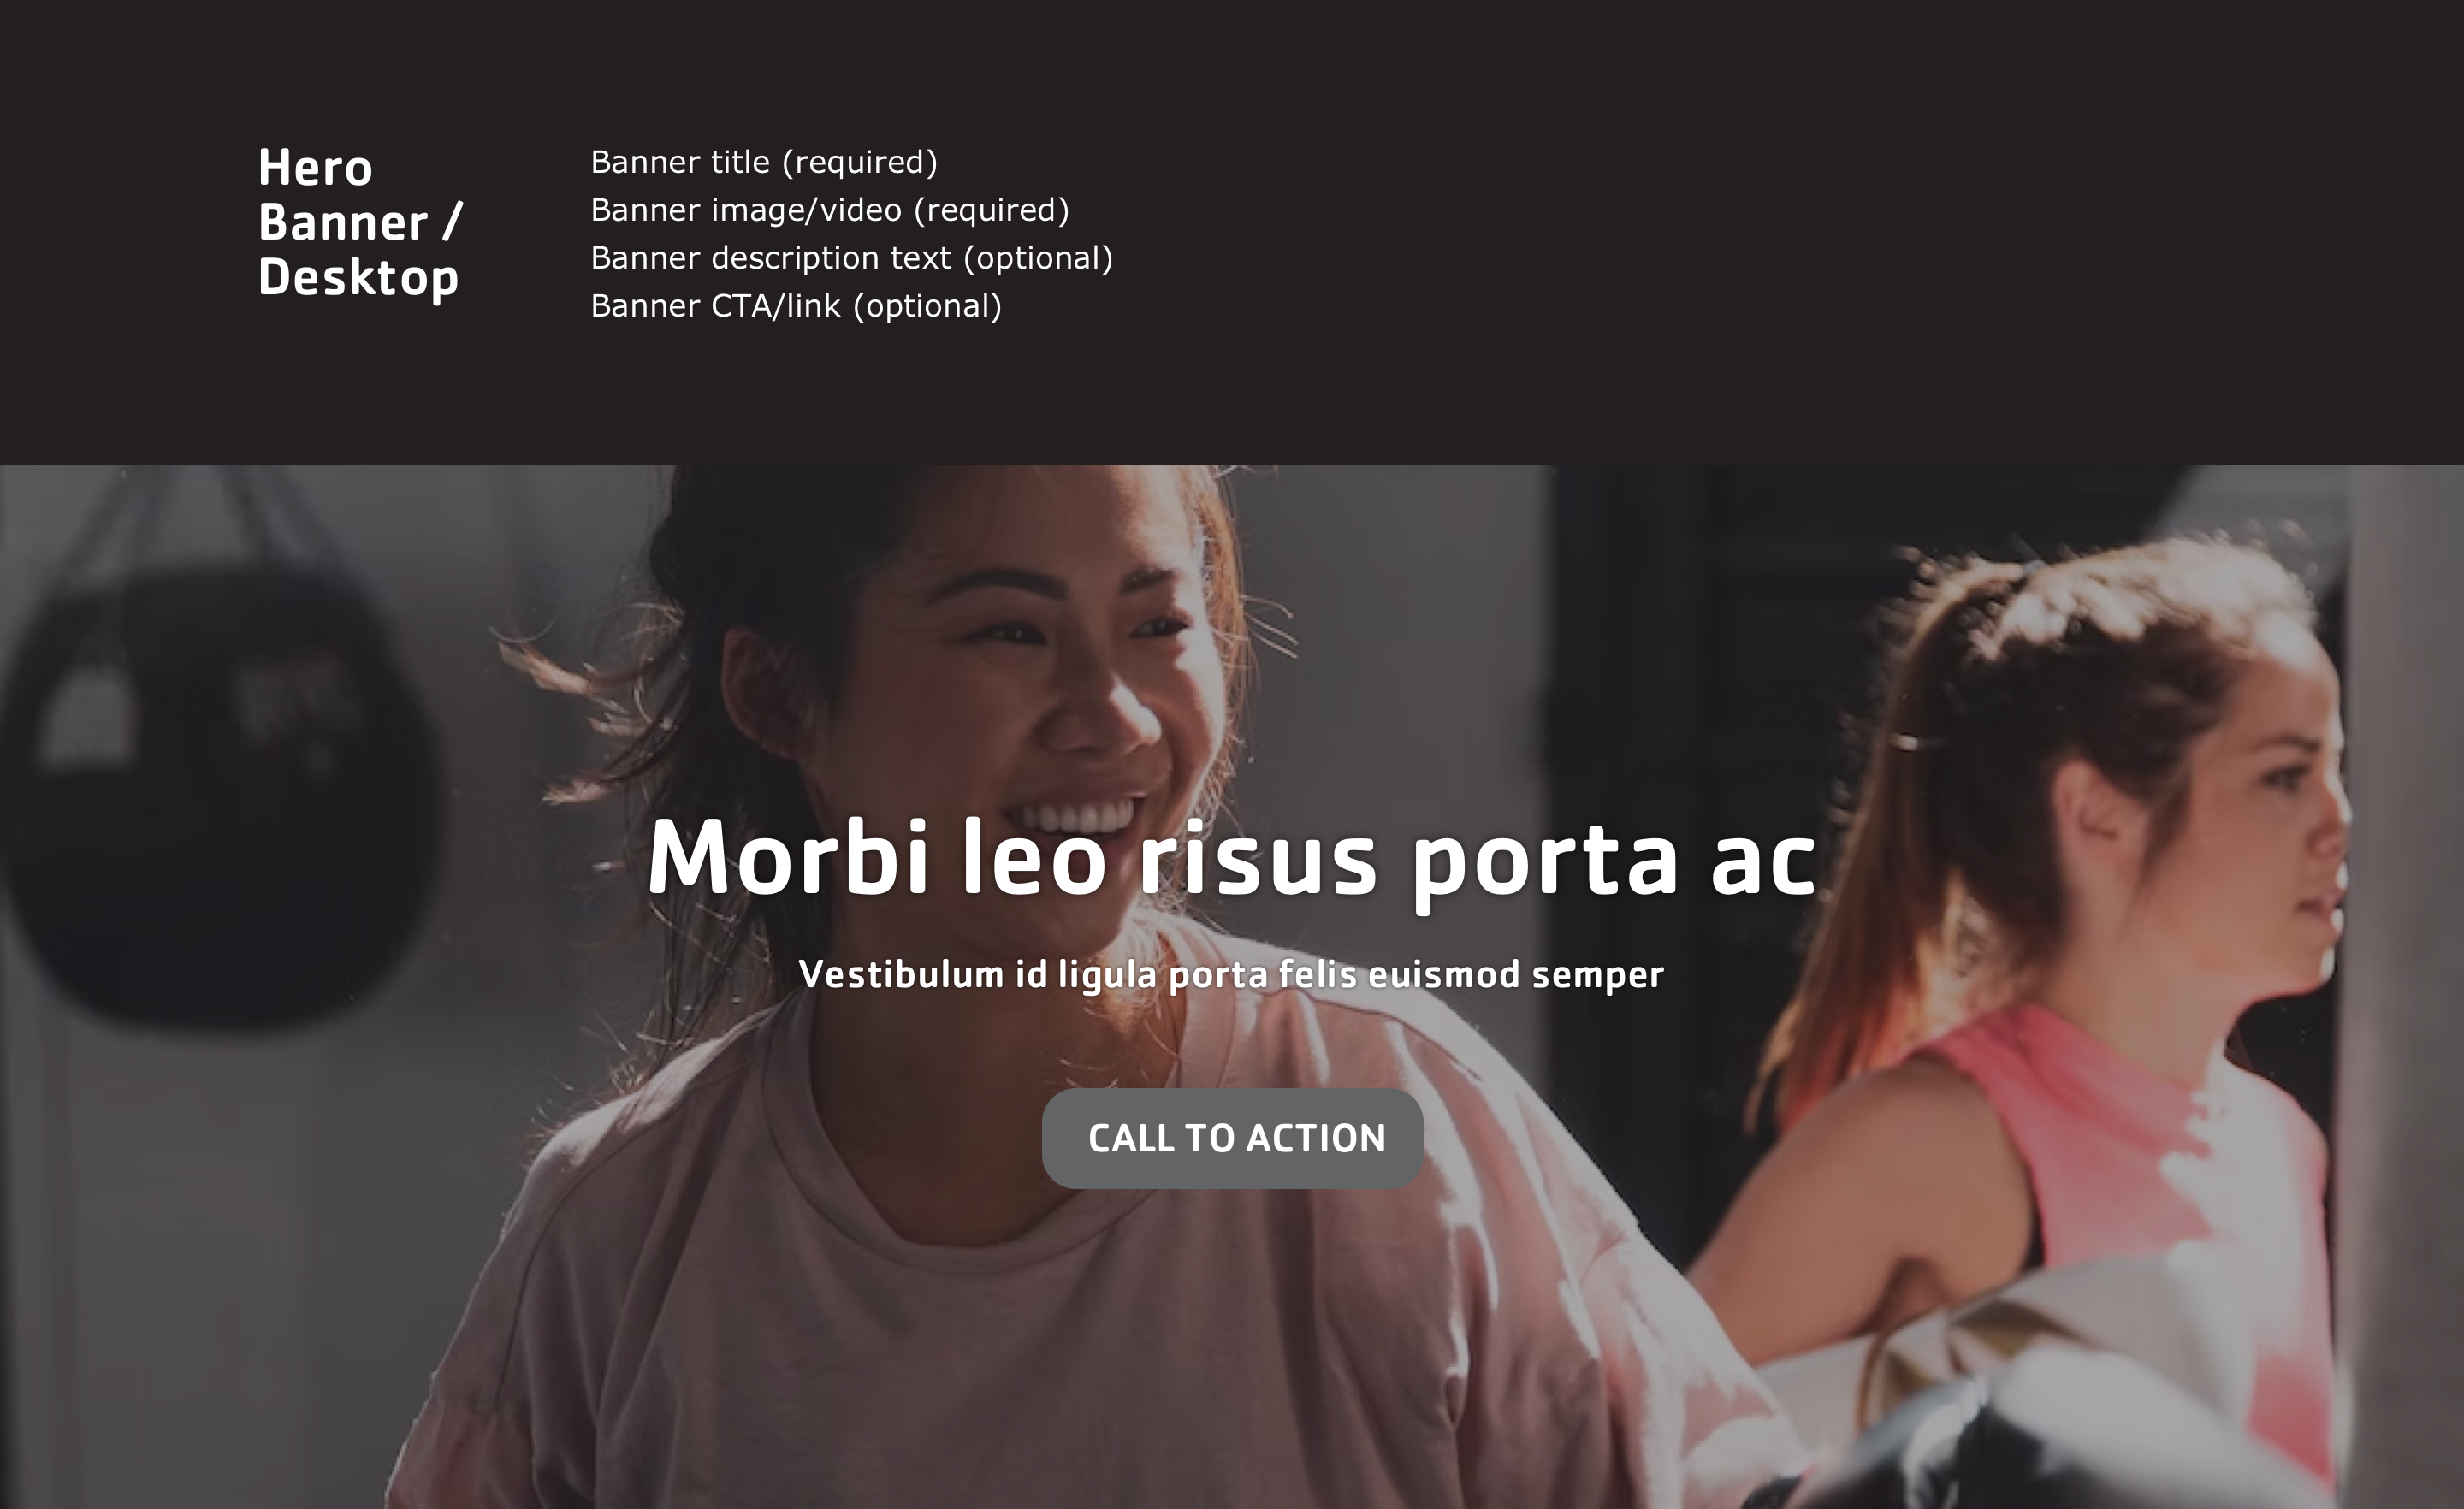 Hero
Banner /
Desktop
Banner title (required)
Banner image/video (required)
Banner description text (optional)
Banner CTA/link (optional)
Morbi leo risus porta ac
Vestibulum id ligula porta felis euismod semper
CALL TO ACTION